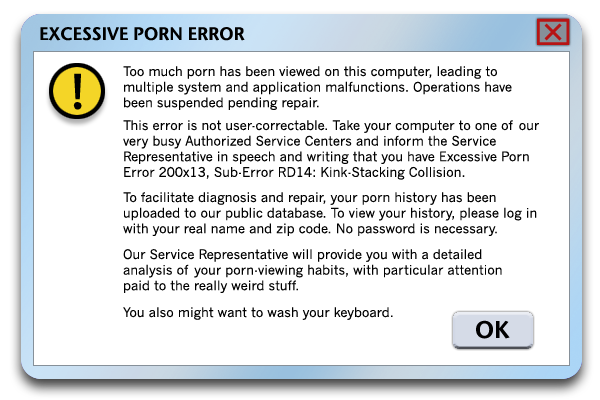 EXCESSIVE PORN ERROR
Too much porn has been viewed on this computer, leading to
multiple system and application malfunctions. Operations have
been suspended pending repair.
This error is not user-correctable. Take your computer to one of our
very busy Authorized Service Centers and inform the Service
Representative in speech and writing that you have Excessive Porn
Error 200x13, Sub-Error RD14: Kink-Stacking Collision.
To facilitate diagnosis and repair, your porn history has been
uploaded to our public database. To view your history, please log in
with your real name and zip code. No password is necessary.
Our Service Representative will provide you with a detailed
analysis of your porn-viewing habits, with particular attention
paid to the really weird stuff.
You also might want to wash your keyboard.
OK